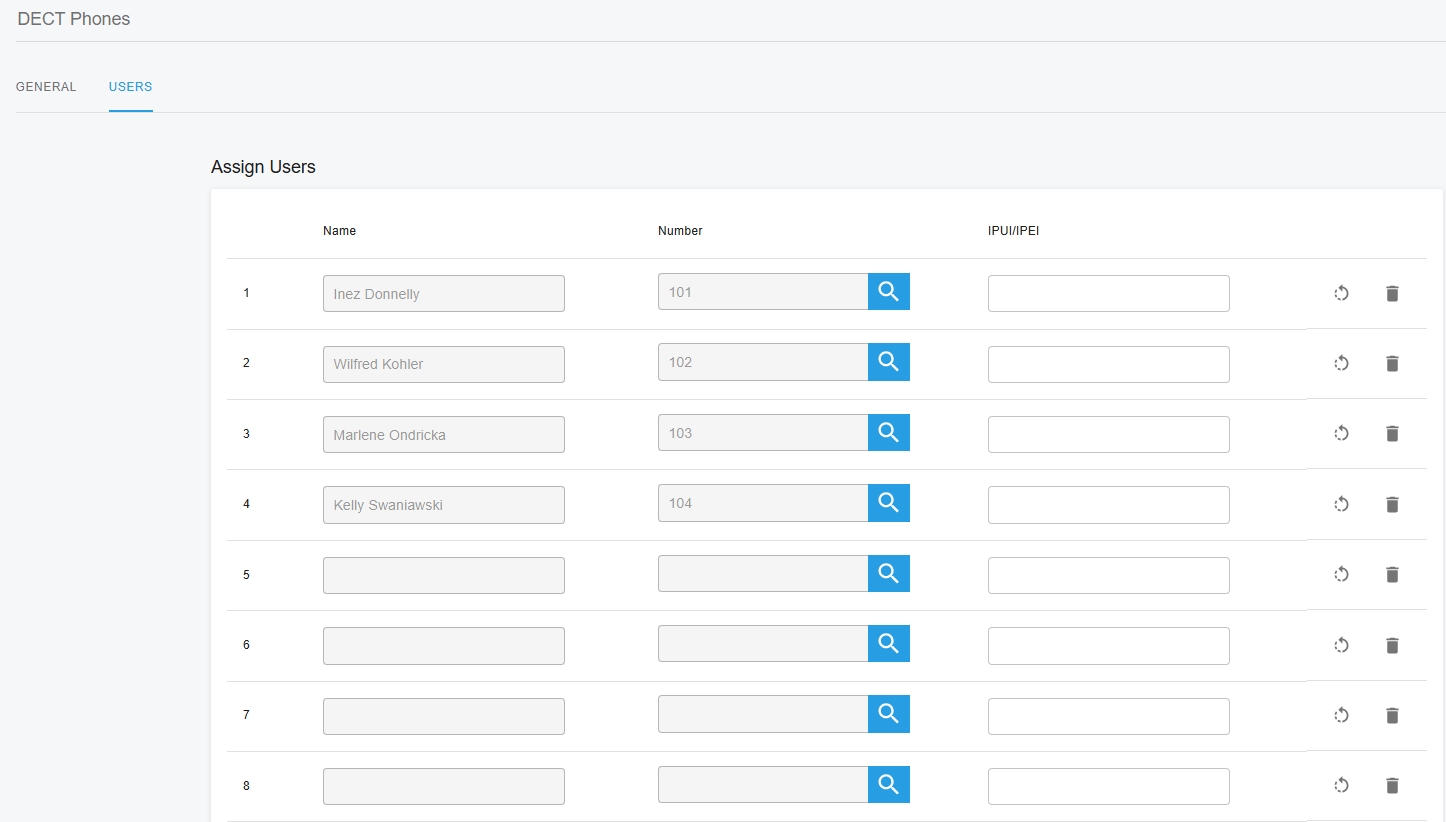 DECT Phones
GENERAL USERS
Assign Users
Name Number IPUI/IPEI
1 Inez Donnelly 101
2 Wilfred Kohler 102
3 Marlene Ondricka 103
4 Kelly Swaniawski 104
5
6
7
8